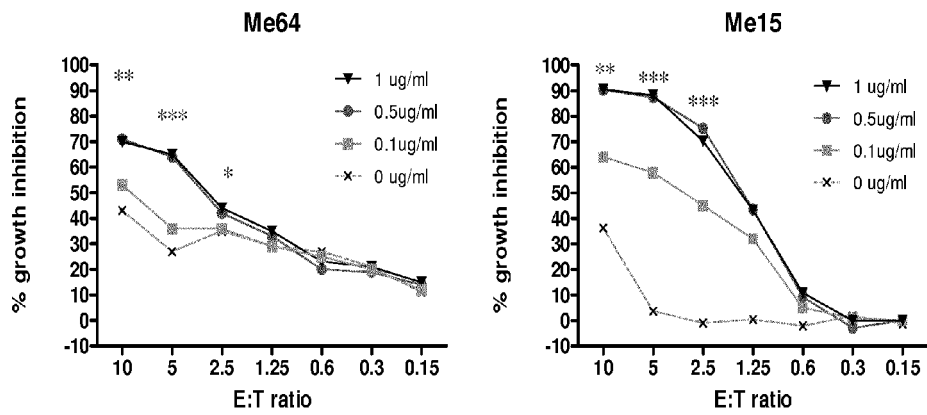 Me64
% growth inhibition
100
90
80
70
60
50
40
30
20
10
0
-10
**
***
*
1 ug/ml
0.5ug/ml
0.1ug/ml
0 ug/ml
10 5 2.5 1.25 0.6 0.3 0.15
E:T ratio
Me15
% growth inhibition
100
90
80
70
60
50
40
30
20
10
0
-10
**
***
***
1 ug/ml
0.5ug/ml
0.1ug/ml
0 ug/ml
10 5 2.5 1.25 0.6 0.3 0.15
E:T ratio